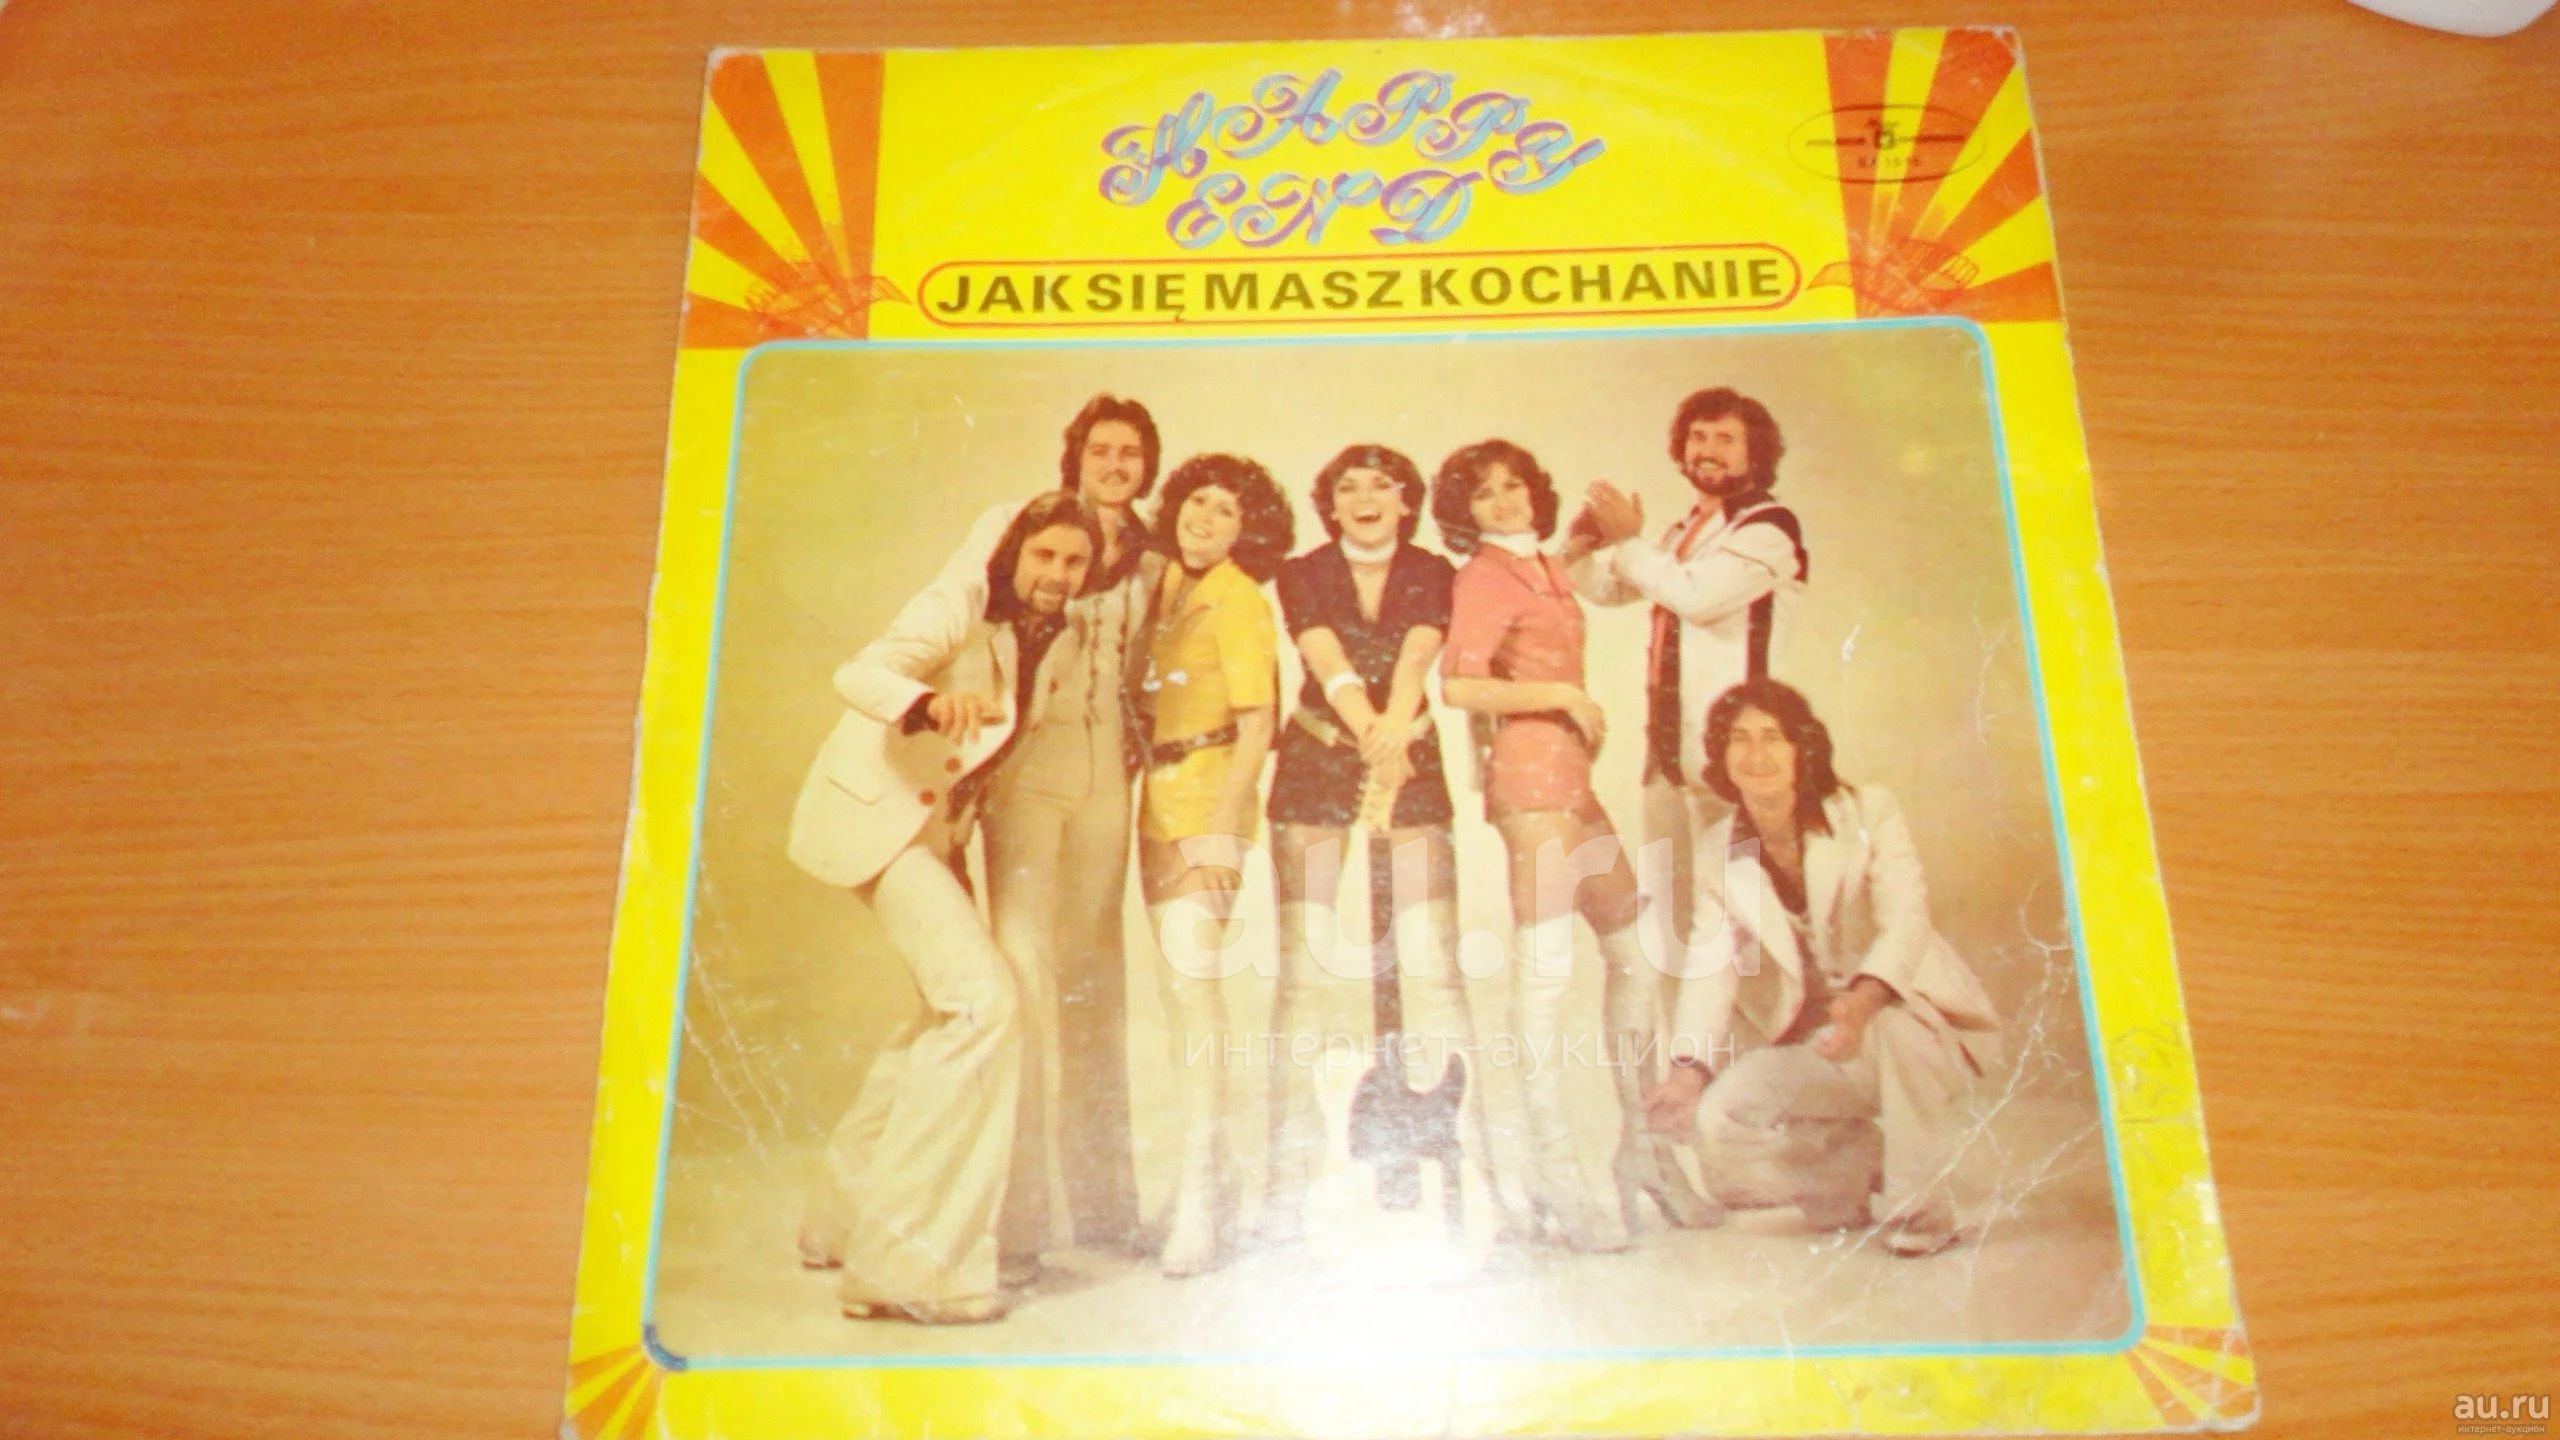 HAPPY
END
JAK SIĘ MASZ KOCHANIE
au.ru
интернет-аукцион
au.ru
интернет-аукцион